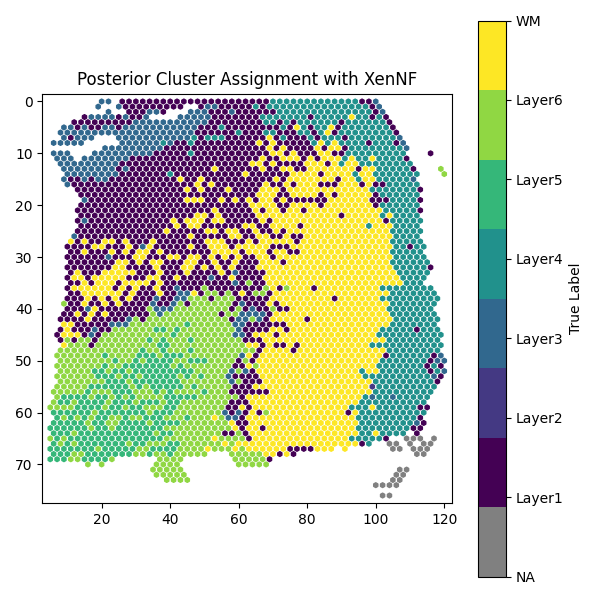 Posterior Cluster Assignment with XenNF
0
10
20
30
40
50
60
70
20
40
60
80
100
120
WM
Layer6
Layer5
Layer4
Layer3
Layer2
Layer1
NA
True Label